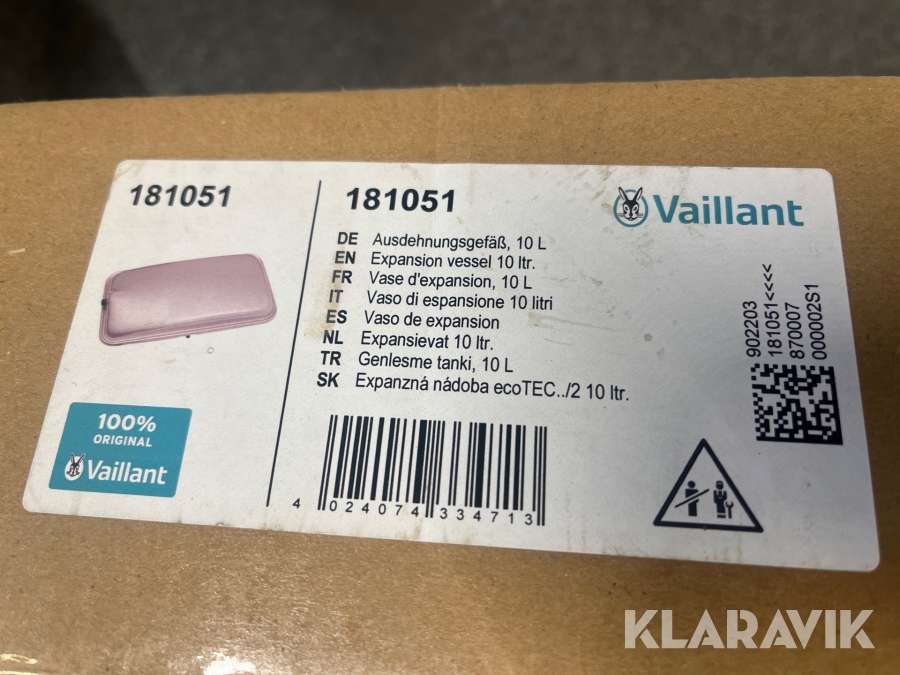 181051
100%
ORIGINAL
Vaillant
181051
Vaillant
DE Ausdehnungsgefäß, 10 L
EN Expansion vessel 10 ltr.
FR Vase d'expansion, 10 L
IT Vaso di espansione 10 litri
ES Vaso de expansion
NL Expansievat 10 ltr.
TR Genlesme tanki, 10 L
SK Expanzná nádoba ecoTEC../2 10 ltr.
4 024074 334713
902203
181051<<<<
870007
000002S1
KLARAVIK